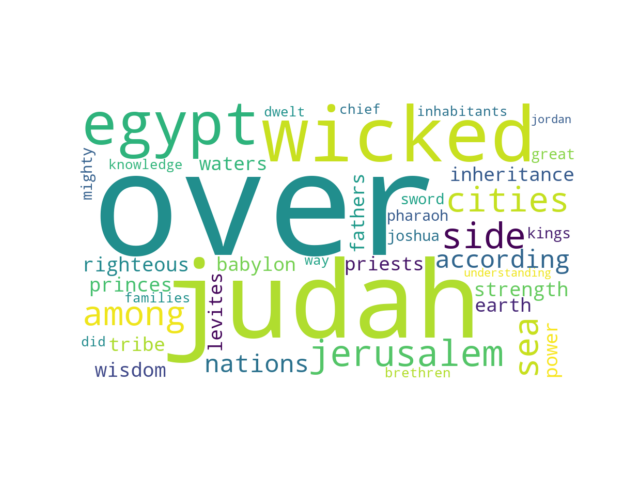 egypt
wicked
dwelt
chief
inhabitants
jordan
mighty
knowledge
waters
great
over
fathers
inheritance
sword
cities
pharaoh
joshua
side
kings
righteous
babylon
way
priests
according
understanding
princes
families
judah
strength
earth
among
levites
did
tribe
nations
jerusalem
sea
power
wisdom
brethren